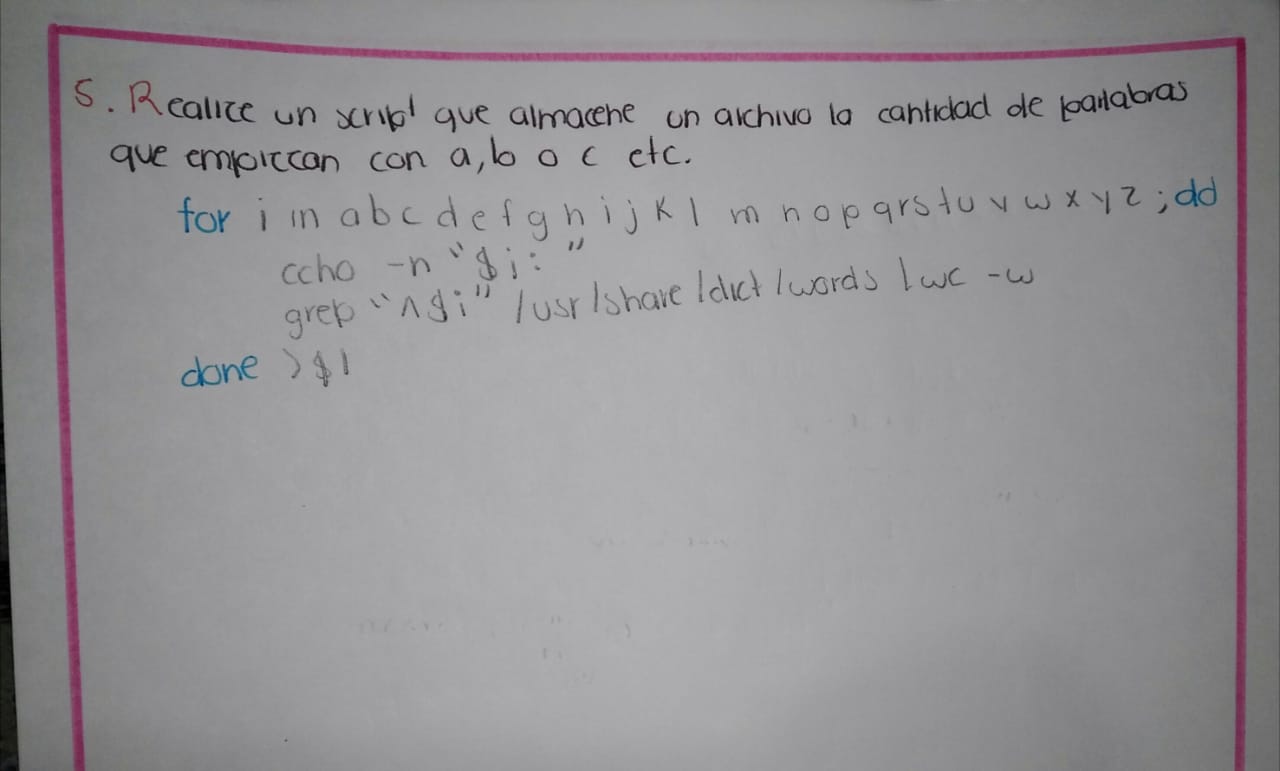 5. Realice un script que almacene un archivo la cantidad de palabras
que empiezan con a, b o c etc.
for i in a b c d e f g h i j k l m n o p q r s t u v w x y z ; dd
echo -n "$i: "
grep "^$i" /usr/share/dict/words | wc -w
done >$1